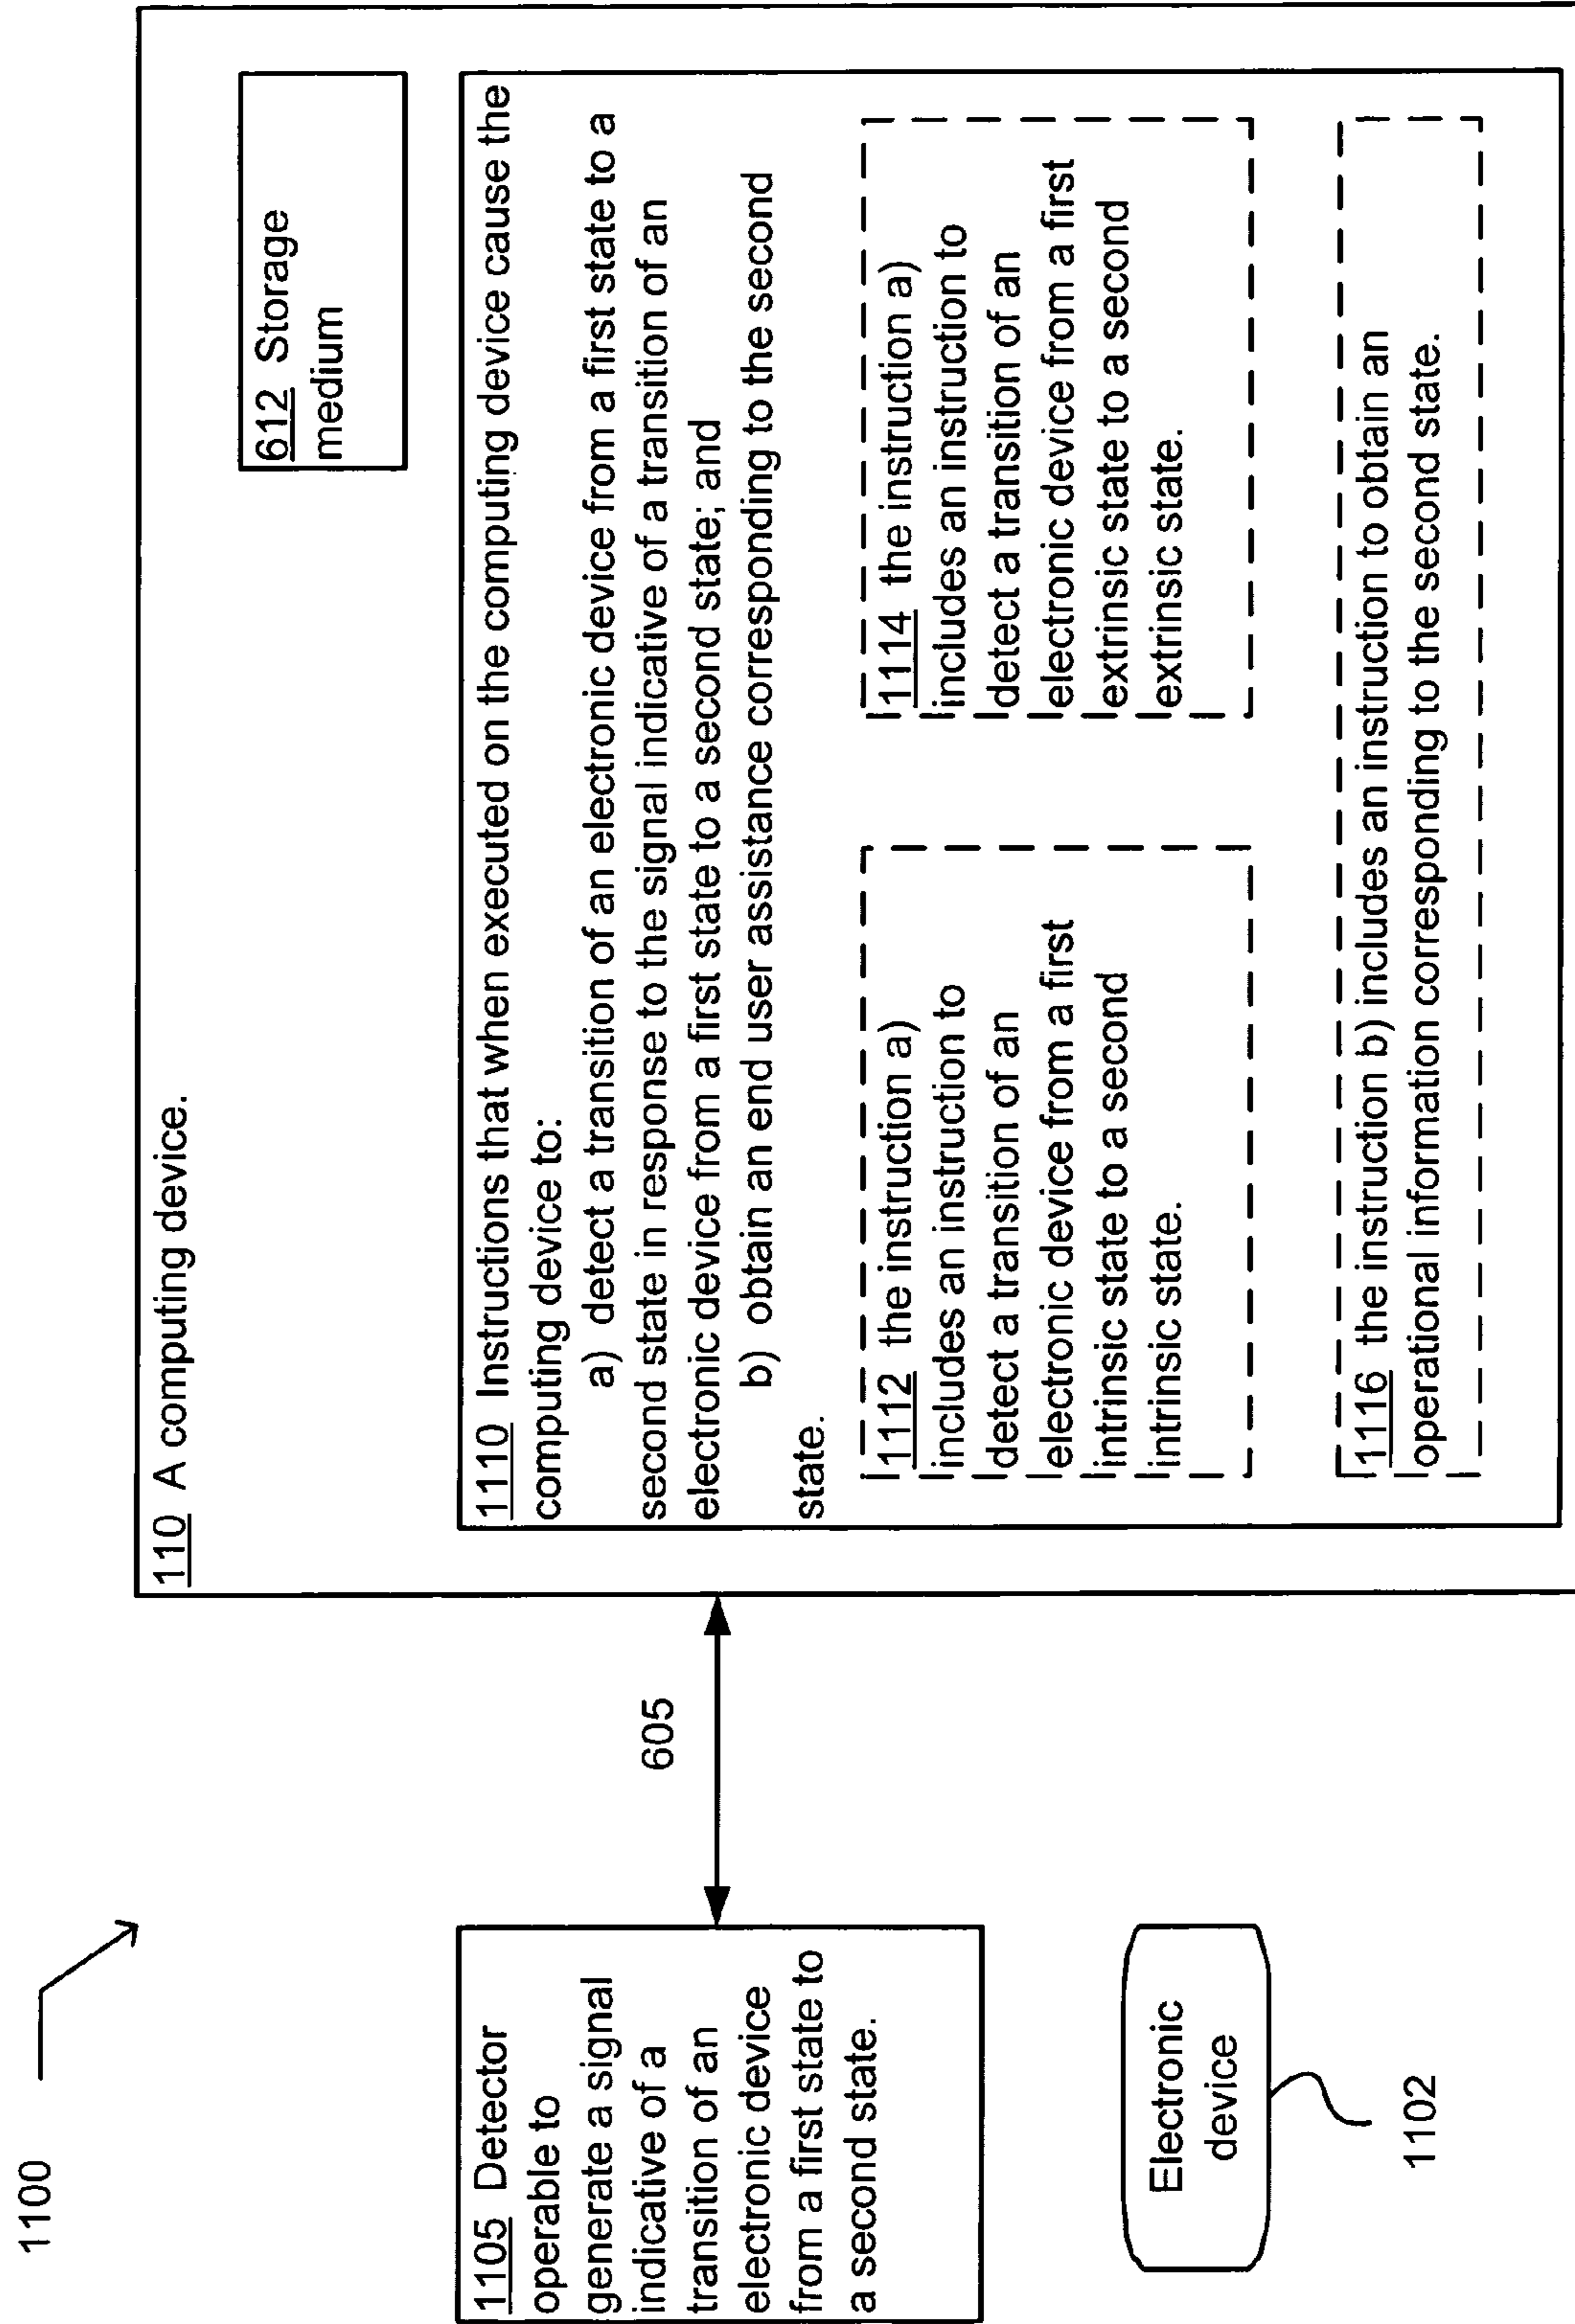 1100
110 A computing device.
612 Storage
medium
1110 Instructions that when executed on the computing device cause the
computing device to:
a) detect a transition of an electronic device from a first state to a
second state in response to the signal indicative of a transition of an
electronic device from a first state to a second state; and
b) obtain an end user assistance corresponding to the second
state.
1112 the instruction a)
includes an instruction to
detect a transition of an
electronic device from a first
intrinsic state to a second
intrinsic state.
1114 the instruction a)
includes an instruction to
detect a transition of an
electronic device from a first
extrinsic state to a second
extrinsic state.
1116 the instruction b) includes an instruction to obtain an
operational information corresponding to the second state.
605
1105 Detector
operable to
generate a signal
indicative of a
transition of an
electronic device
from a first state to
a second state.
Electronic
device
1102